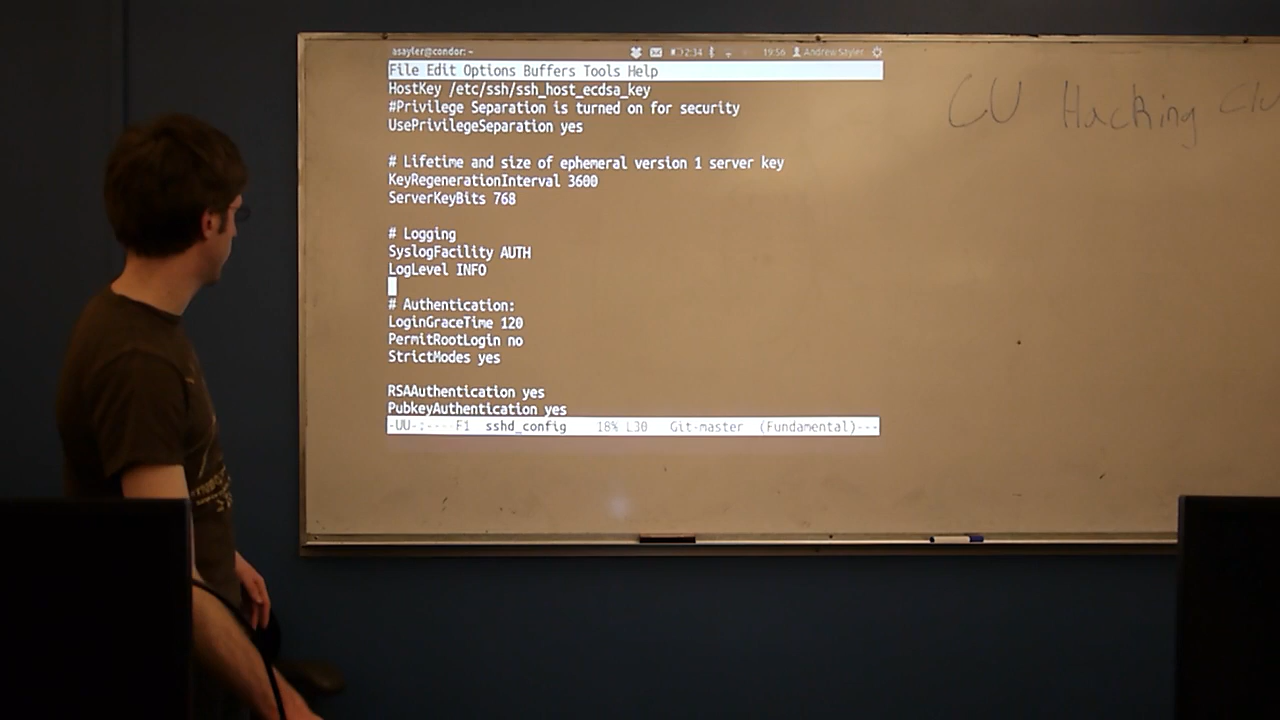 asayler@condor: ~ 2:34 19:56 Andrew Sayler
File Edit Options Buffers Tools Help
HostKey /etc/ssh/ssh_host_ecdsa_key
#Privilege Separation is turned on for security
UsePrivilegeSeparation yes
# Lifetime and size of ephemeral version 1 server key
KeyRegenerationInterval 3600
ServerKeyBits 768
# Logging
SyslogFacility AUTH
LogLevel INFO
# Authentication:
LoginGraceTime 120
PermitRootLogin no
StrictModes yes
RSAAuthentication yes
PubkeyAuthentication yes
-UU-:----F1 sshd_config 18% L30 Git-master (Fundamental)---
CU Hacking Clu